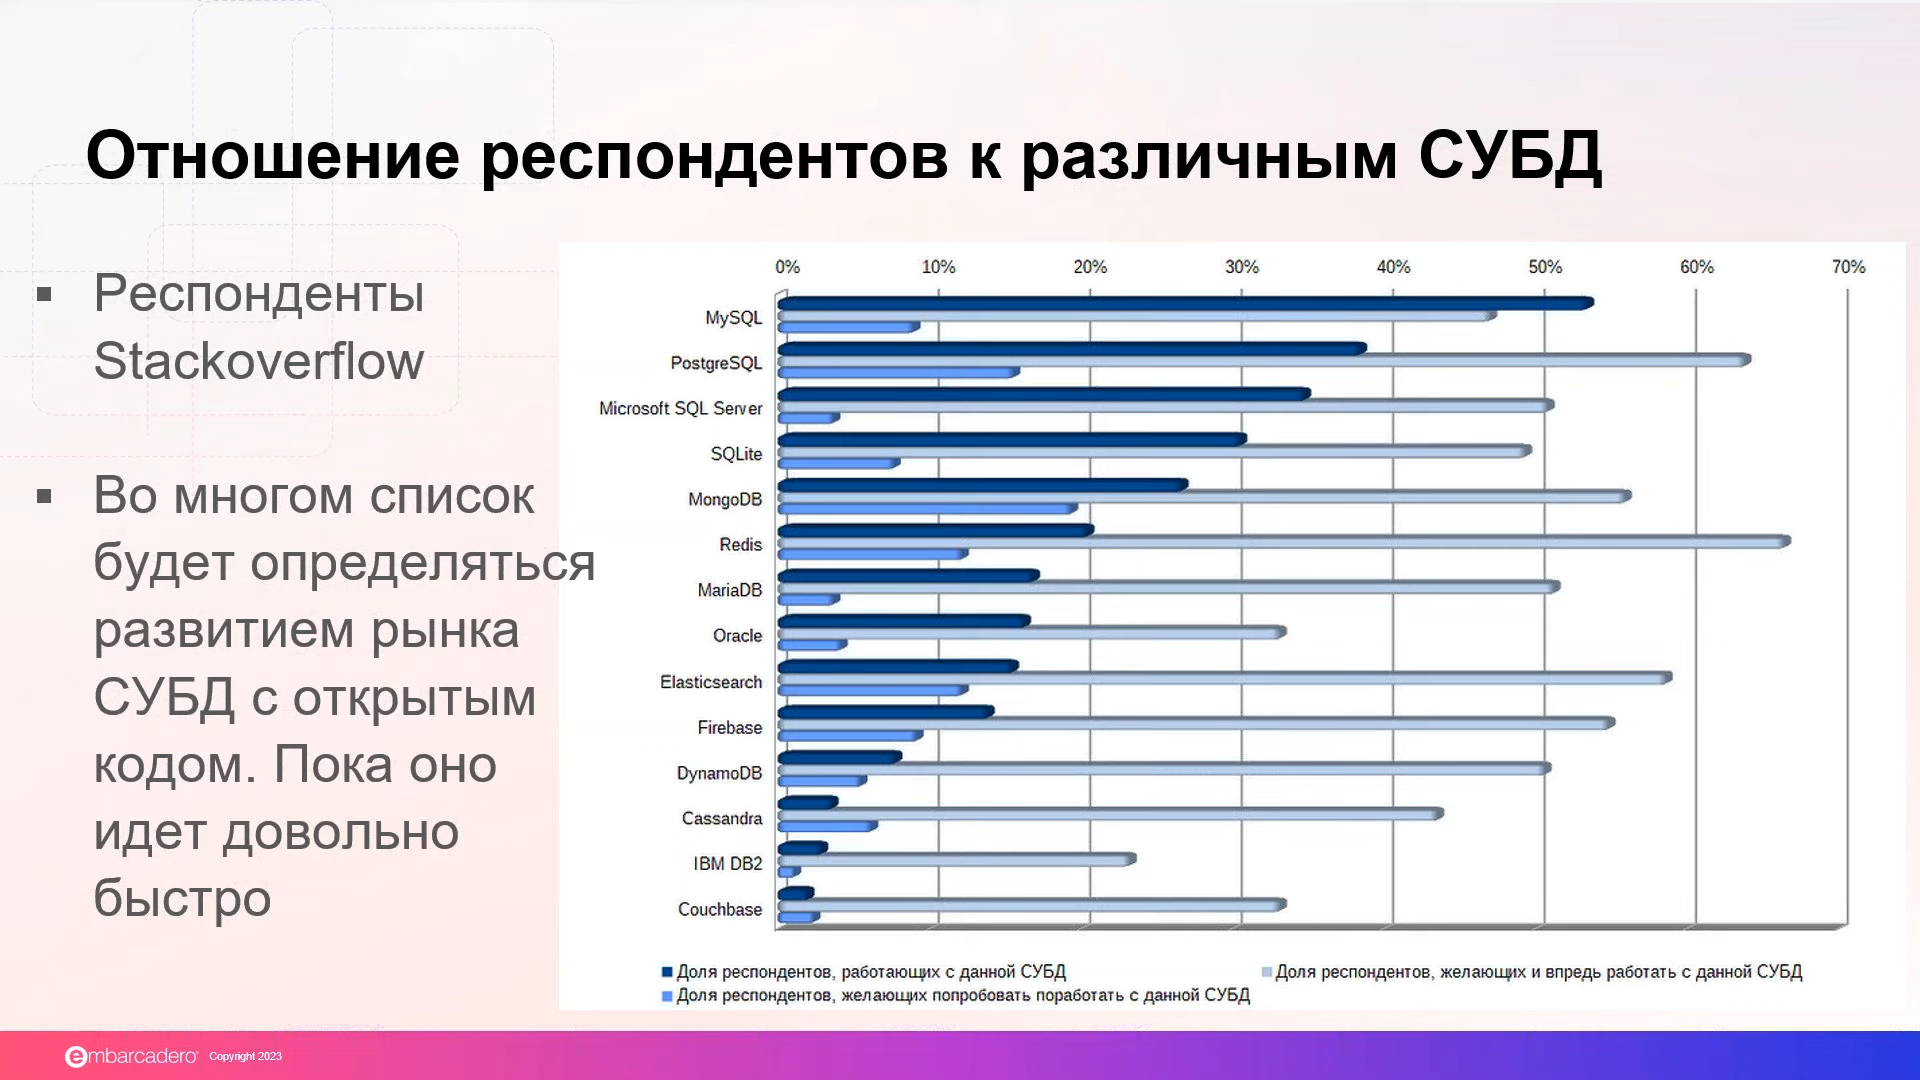 Отношение респондентов к различным СУБД
▪ Респонденты
Stackoverflow
▪ Во многом список
будет определяться
развитием рынка
СУБД с открытым
кодом. Пока оно
идет довольно
быстро
0% 10% 20% 30% 40% 50% 60% 70%
MySQL
PostgreSQL
Microsoft SQL Server
SQLite
MongoDB
Redis
MariaDB
Oracle
Elasticsearch
Firebase
DynamoDB
Cassandra
IBM DB2
Couchbase
Доля респондентов, работающих с данной СУБД
Доля респондентов, желающих и впредь работать с данной СУБД
Доля респондентов, желающих попробовать поработать с данной СУБД
embarcadero Copyright 2023